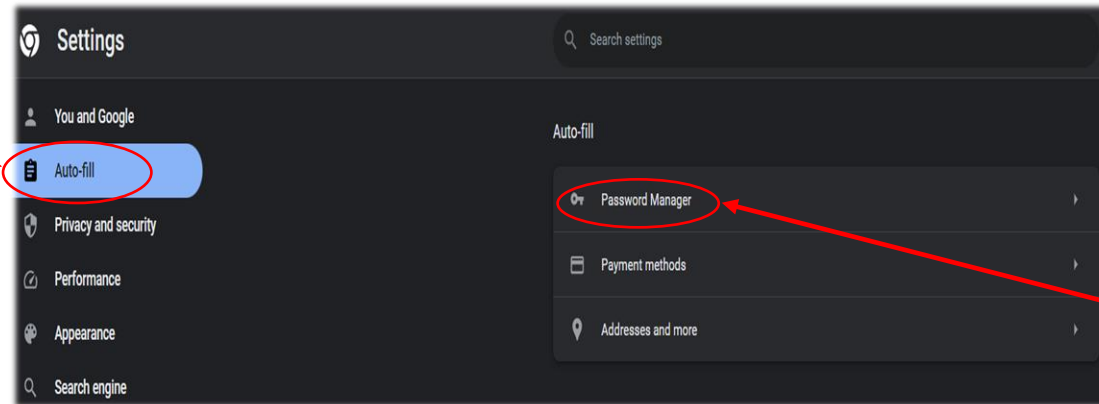 Settings
Search settings
You and Google
Auto-fill
Privacy and security
Performance
Appearance
Search engine
Auto-fill
Password Manager
Payment methods
Addresses and more